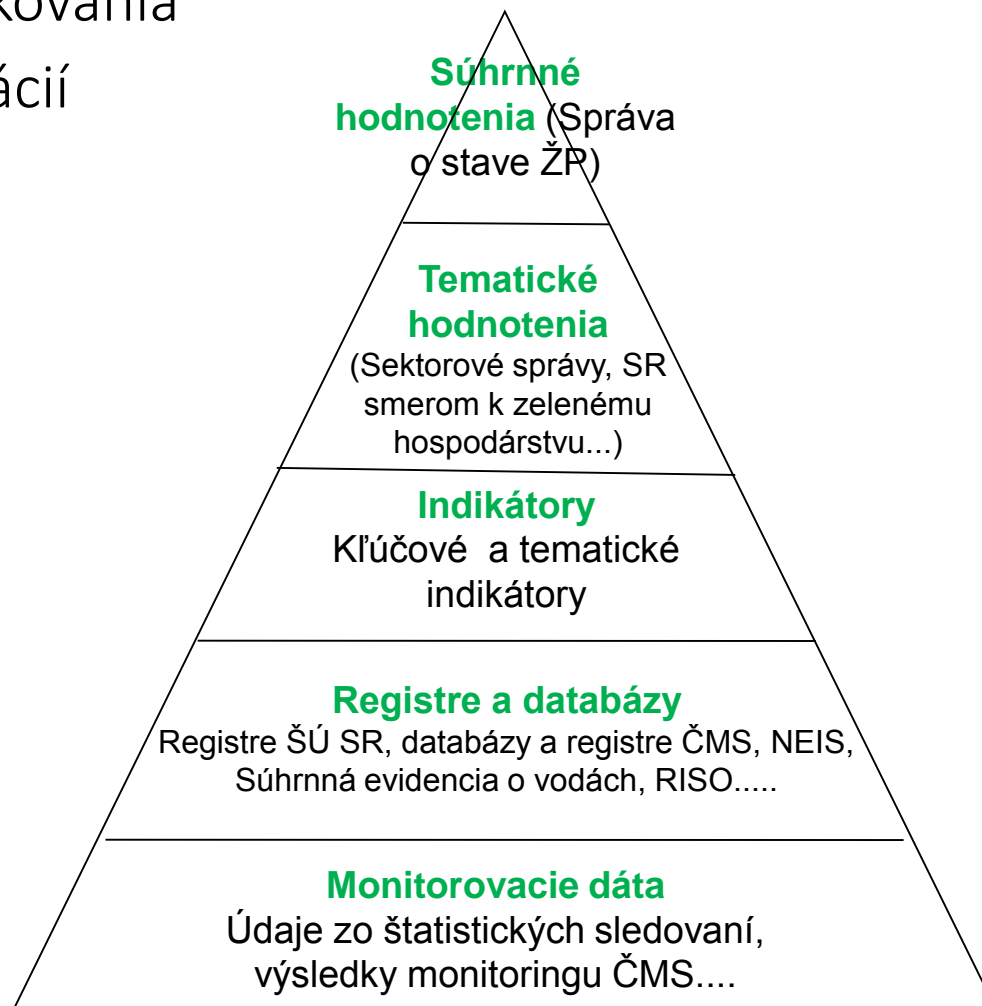 ácií
Súhrnné
hodnotenia (Správa
o stave ŽP)
Tematické
hodnotenia
(Sektorové správy, SR
smerom k zelenému
hospodárstvu...)
Indikátory
Kľúčové a tematické
indikátory
Registre a databázy
Registre ŠÚ SR, databázy a registre ČMS, NEIS,
Súhrnná evidencia o vodách, RISO.....
Monitorovacie dáta
Údaje zo štatistických sledovaní,
výsledky monitoringu ČMS....